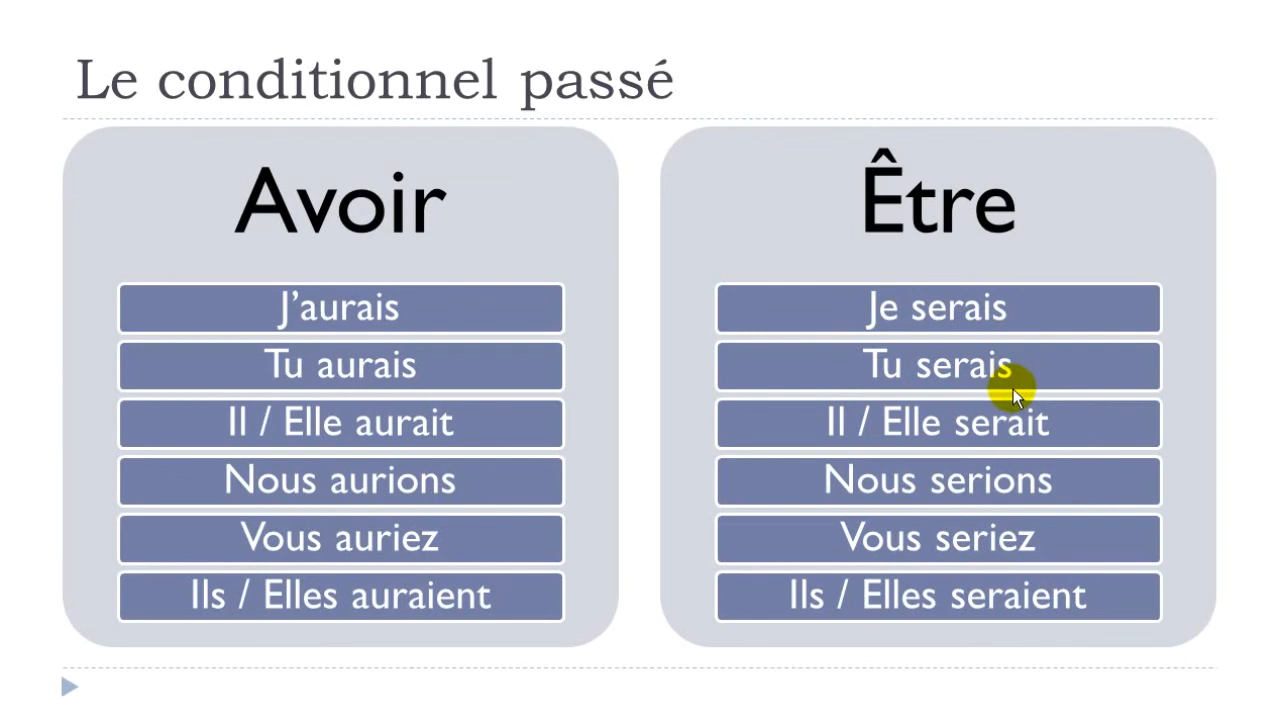 Le conditionnel passé
Avoir
J’aurais
Tu aurais
Il / Elle aurait
Nous aurions
Vous auriez
Ils / Elles auraient
Être
Je serais
Tu serais
Il / Elle serait
Nous serions
Vous seriez
Ils / Elles seraient